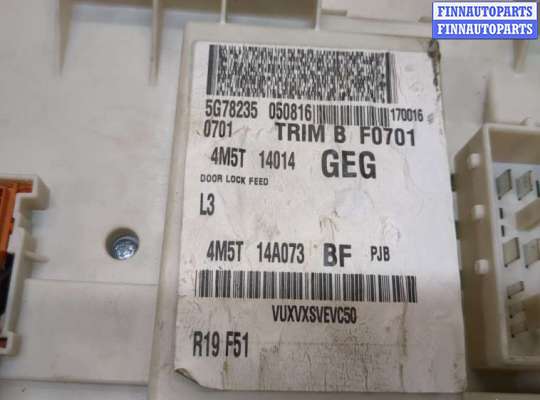 FINNAUTOPARTS
FINNAUTOPARTS
5G78235 050816 170016
0701 TRIM B F0701
4M5T 14014 GEG
DOOR LOCK FEED
L3
4M5T 14A073 BF PJB
VUXVXSVEVC50
R19 F51